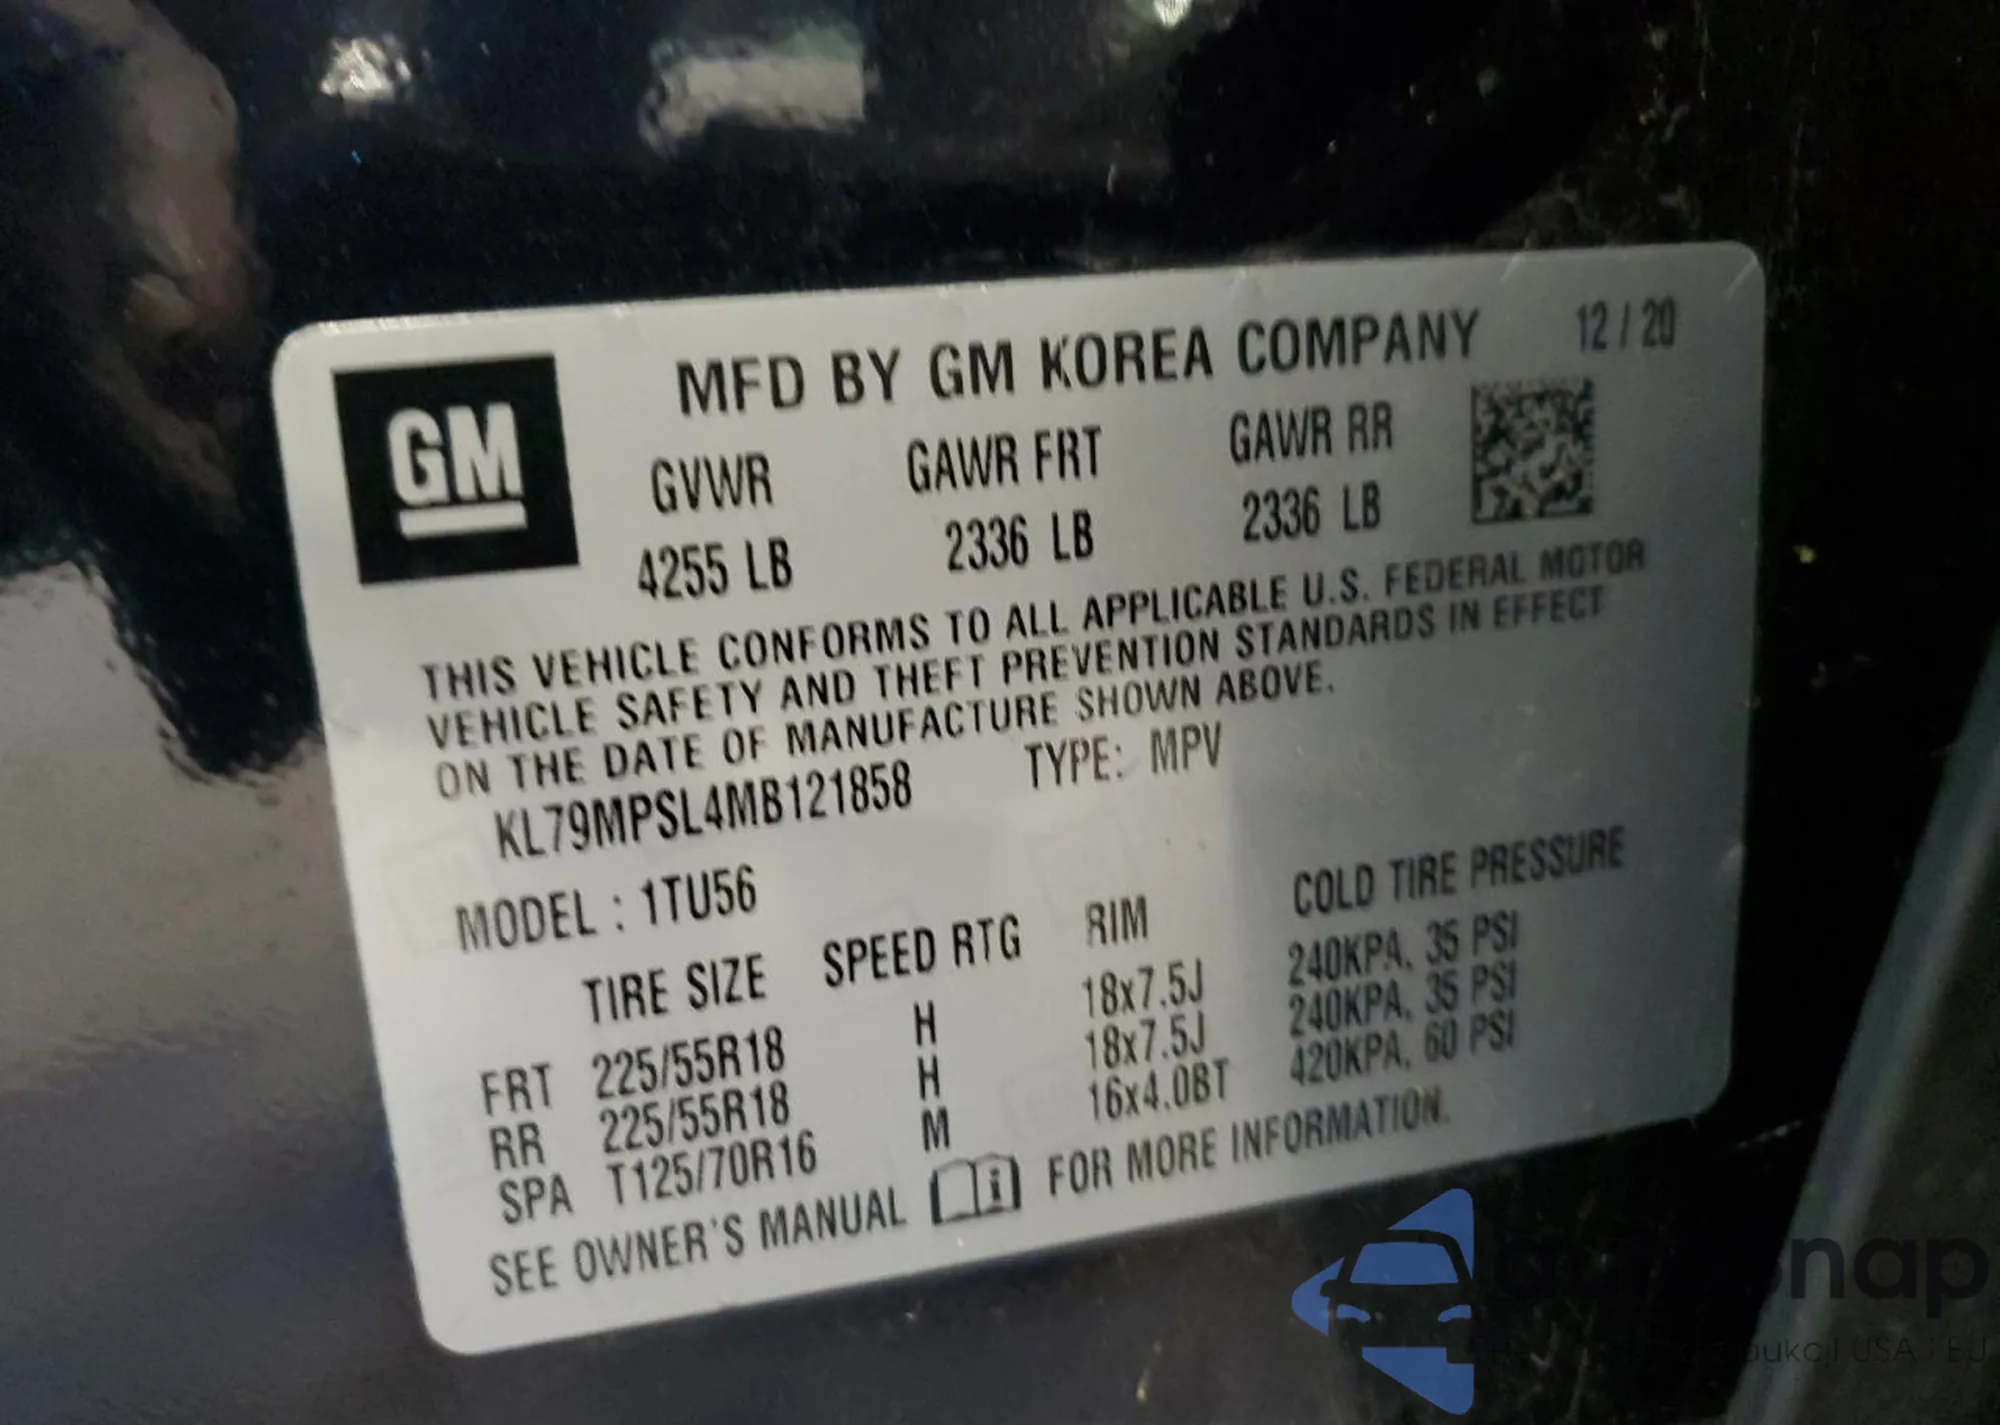 MFD BY GM KOREA COMPANY 12 / 20
GM
GVWR GAWR FRT GAWR RR
4255 LB 2336 LB 2336 LB
THIS VEHICLE CONFORMS TO ALL APPLICABLE U.S. FEDERAL MOTOR
VEHICLE SAFETY AND THEFT PREVENTION STANDARDS IN EFFECT
ON THE DATE OF MANUFACTURE SHOWN ABOVE.
KL79MPSL4MB121858 TYPE: MPV
MODEL : 1TU56
TIRE SIZE SPEED RTG RIM COLD TIRE PRESSURE
FRT 225/55R18 H 18x7.5J 240KPA, 35 PSI
RR 225/55R18 H 18x7.5J 240KPA, 35 PSI
SPA T125/70R16 M 16x4.0BT 420KPA, 60 PSI
SEE OWNER'S MANUAL i FOR MORE INFORMATION.
USA EU